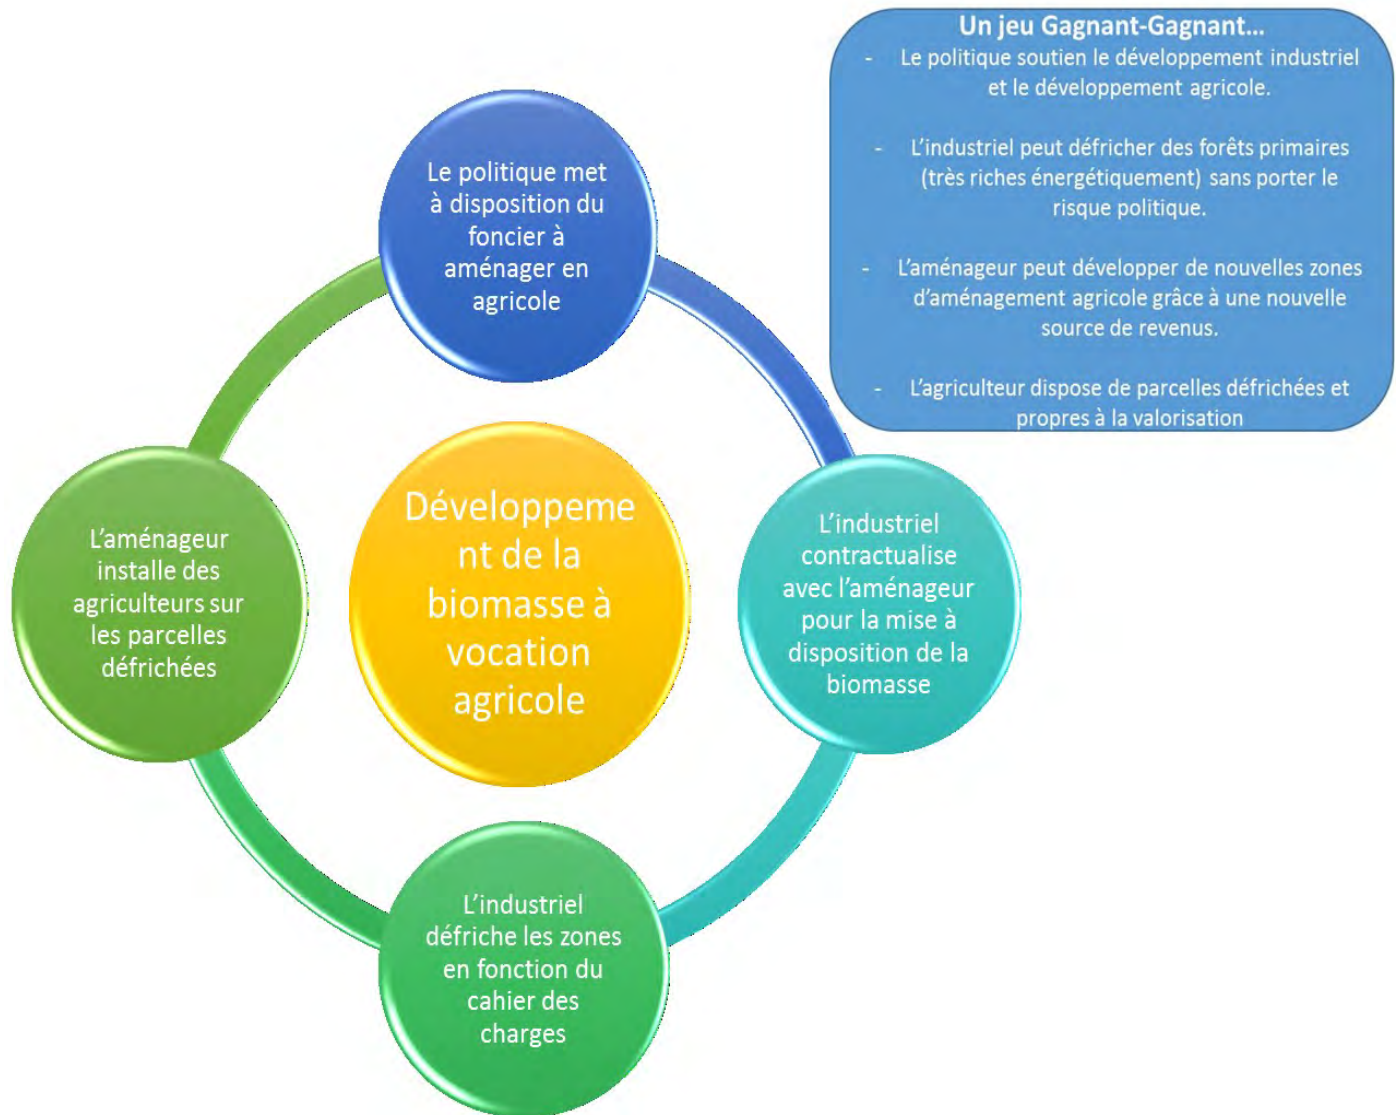 Un jeu Gagnant-Gagnant...
- Le politique soutien le développement industriel
et le développement agricole.
- L'industriel peut défricher des forêts primaires
(très riches énergétiquement) sans porter le
risque politique.
- L'aménageur peut développer de nouvelles zones
d'aménagement agricole grâce à une nouvelle
source de revenus.
- L'agriculteur dispose de parcelles défrichées et
propres à la valorisation
Le politique met
à disposition du
foncier à
aménager en
agricole
L'industriel
contractualise
avec l'aménageur
pour la mise à
disposition de la
biomasse
L'industriel
défriche les zones
en fonction du
cahier des
charges
L'aménageur
installe des
agriculteurs sur
les parcelles
défrichées
Développeme
nt de la
biomasse à
vocation
agricole